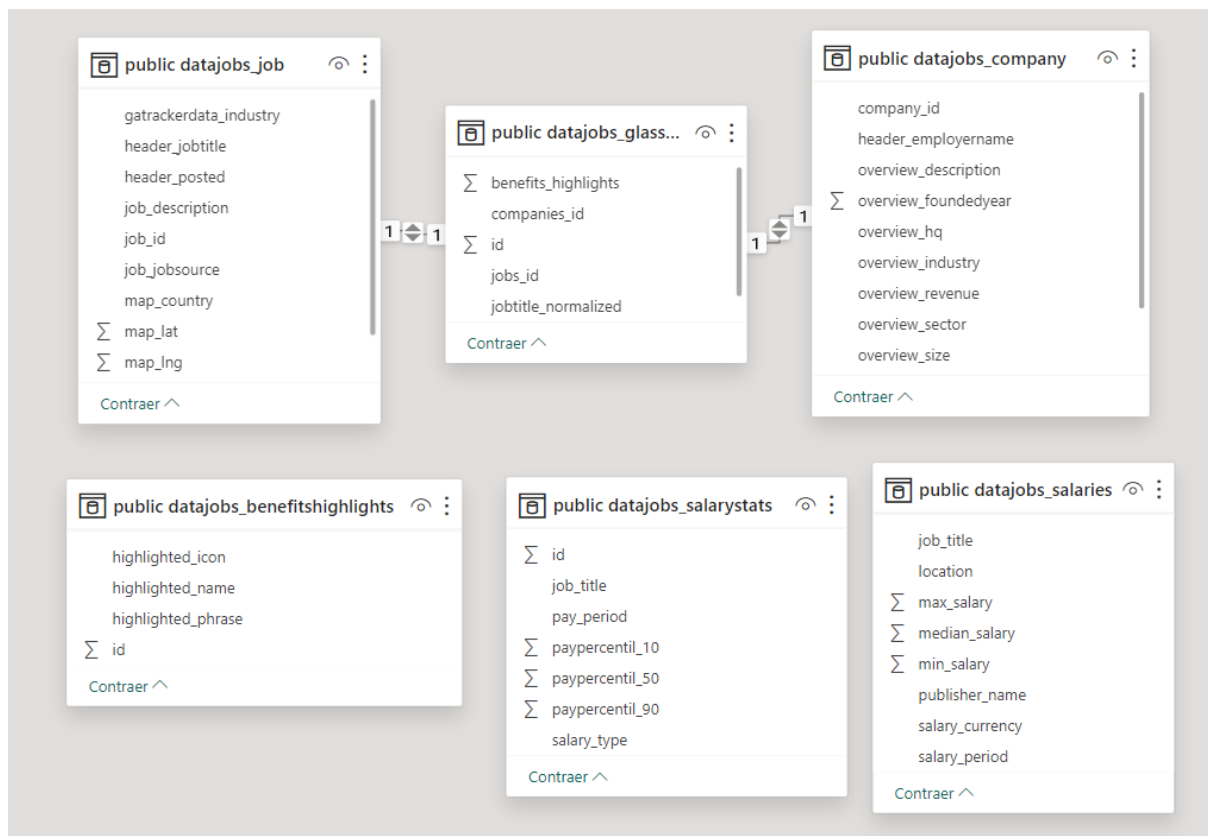 public datajobs_job
gatrackerdata_industry
header_jobtitle
header_posted
job_description
job_id
job_jobsource
map_country
Σ map_lat
Σ map_lng
Contraer
1
1
public datajobs_glass...
Σ benefits_highlights
companies_id
Σ id
jobs_id
jobtitle_normalized
Contraer
1
1
public datajobs_company
company_id
header_employername
overview_description
Σ overview_foundedyear
overview_hq
overview_industry
overview_revenue
overview_sector
overview_size
Contraer
public datajobs_benefitshighlights
highlighted_icon
highlighted_name
highlighted_phrase
Σ id
Contraer
public datajobs_salarystats
Σ id
job_title
pay_period
Σ paypercentil_10
Σ paypercentil_50
Σ paypercentil_90
salary_type
Contraer
public datajobs_salaries
job_title
location
Σ max_salary
Σ median_salary
Σ min_salary
publisher_name
salary_currency
salary_period
Contraer